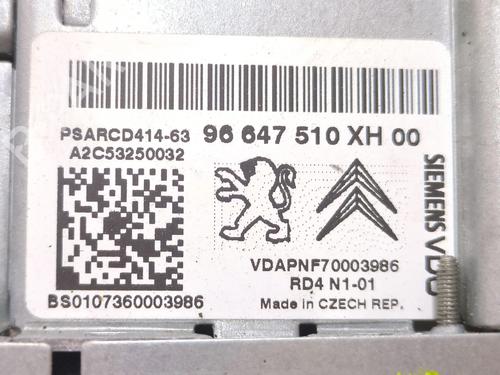 PSARCD414-63 96 647 510 XH 00
A2C53250032
SIEMENS VDO
VDAPNF70003986
RD4 N1-01
BS0107360003986 Made in CZECH REP.